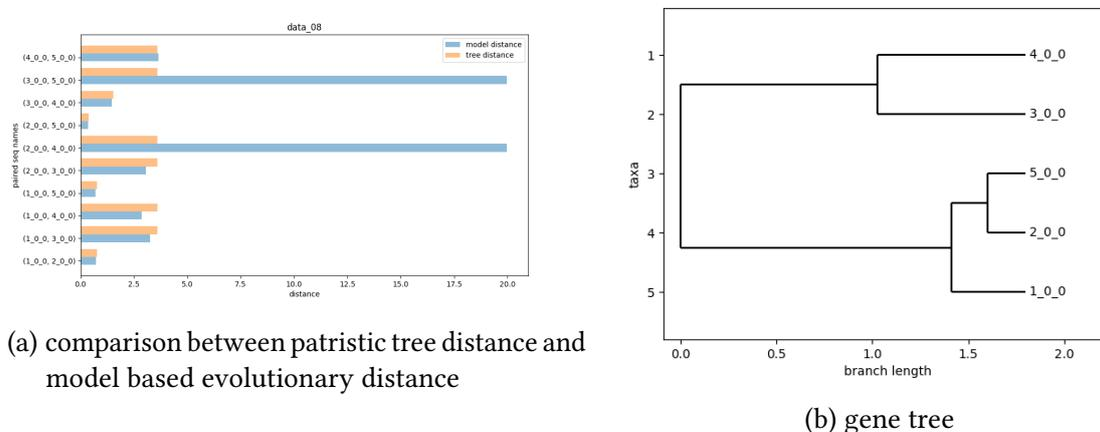 data_08
model distance
tree distance
paired seq names
(4_0_0, 5_0_0)
(3_0_0, 5_0_0)
(3_0_0, 4_0_0)
(2_0_0, 5_0_0)
(2_0_0, 4_0_0)
(2_0_0, 3_0_0)
(1_0_0, 5_0_0)
(1_0_0, 4_0_0)
(1_0_0, 3_0_0)
(1_0_0, 2_0_0)
0.0 2.5 5.0 7.5 10.0 12.5 15.0 17.5 20.0
distance
(a) comparison between patristic tree distance and
model based evolutionary distance
taxa
1 4_0_0
2 3_0_0
3 5_0_0
4 2_0_0
5 1_0_0
0.0 0.5 1.0 1.5 2.0
branch length
(b) gene tree